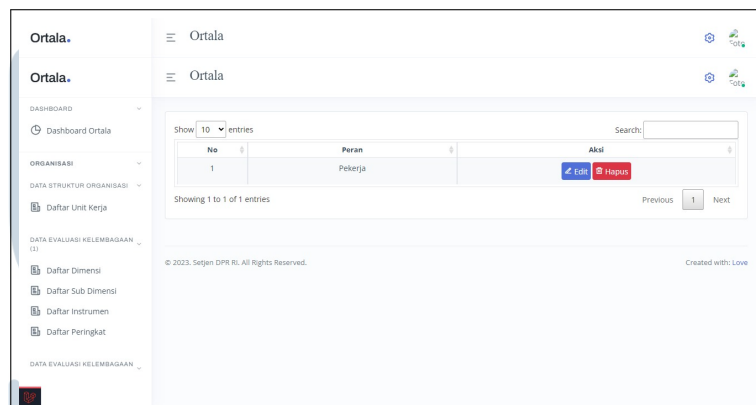 Ortala.
Ortala
Foto
Ortala.
Ortala
Foto
DASHBOARD
Dashboard Ortala
ORGANISASI
DATA STRUKTUR ORGANISASI
Daftar Unit Kerja
DATA EVALUASI KELEMBAGAAN
(1)
Daftar Dimensi
Daftar Sub Dimensi
Daftar Instrumen
Daftar Peringkat
DATA EVALUASI KELEMBAGAAN
Show 10 entries
Search:
No Peran Aksi
1 Pekerja Edit Hapus
Showing 1 to 1 of 1 entries
Previous 1 Next
© 2023, Setjen DPR RI. All Rights Reserved.
Created with: Love